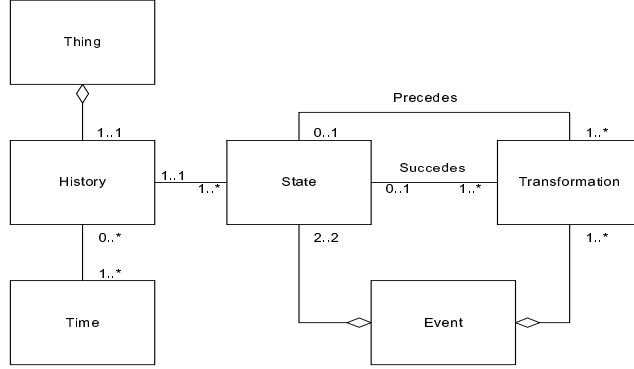 Thing
Precedes
1..1
0..1
1..*
History
1..1
1..*
State
Succedes
0..1
1..*
Transformation
0..*
2..2
1..*
1..*
Time
Event